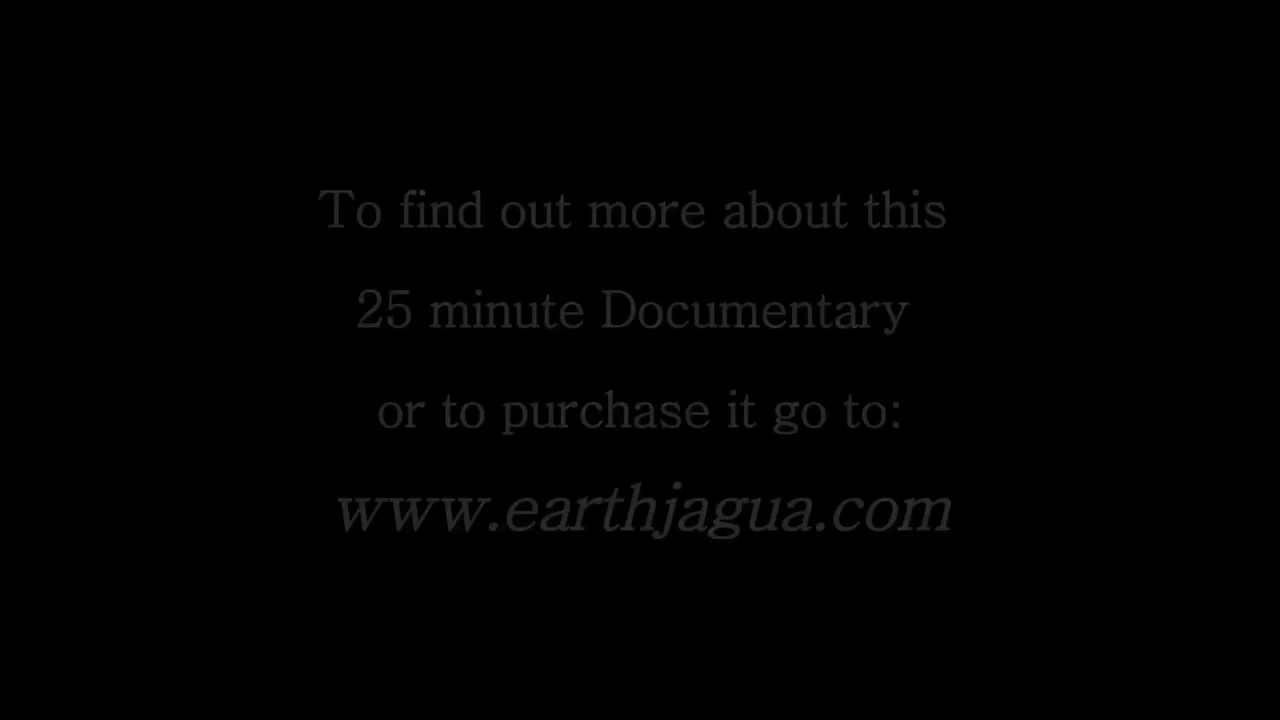 To find out more about this
25 minute Documentary
or to purchase it go to:
www.earthjagua.com